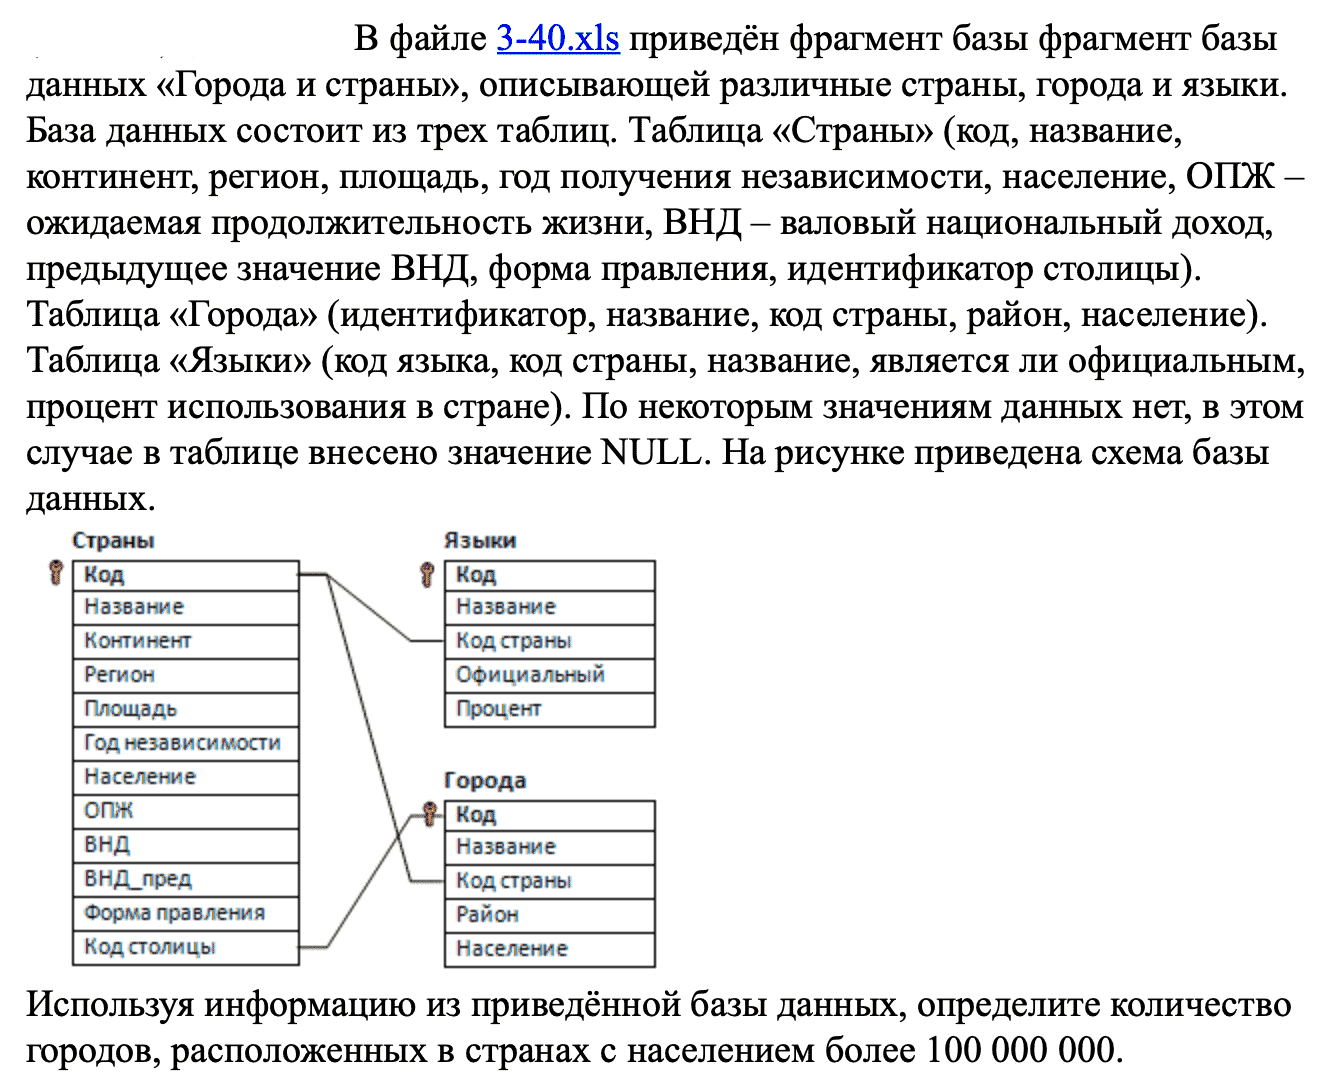 В файле 3-40.xls приведён фрагмент базы фрагмент базы
данных «Города и страны», описывающей различные страны, города и языки.
База данных состоит из трех таблиц. Таблица «Страны» (код, название,
континент, регион, площадь, год получения независимости, население, ОПЖ –
ожидаемая продолжительность жизни, ВНД – валовый национальный доход,
предыдущее значение ВНД, форма правления, идентификатор столицы).
Таблица «Города» (идентификатор, название, код страны, район, население).
Таблица «Языки» (код языка, код страны, название, является ли официальным,
процент использования в стране). По некоторым значениям данных нет, в этом
случае в таблице внесено значение NULL. На рисунке приведена схема базы
данных.
Страны
Код
Название
Континент
Регион
Площадь
Год независимости
Население
ОПЖ
ВНД
ВНД_пред
Форма правления
Код столицы
Языки
Код
Название
Код страны
Официальный
Процент
Города
Код
Название
Код страны
Район
Население
Используя информацию из приведённой базы данных, определите количество
городов, расположенных в странах с населением более 100 000 000.